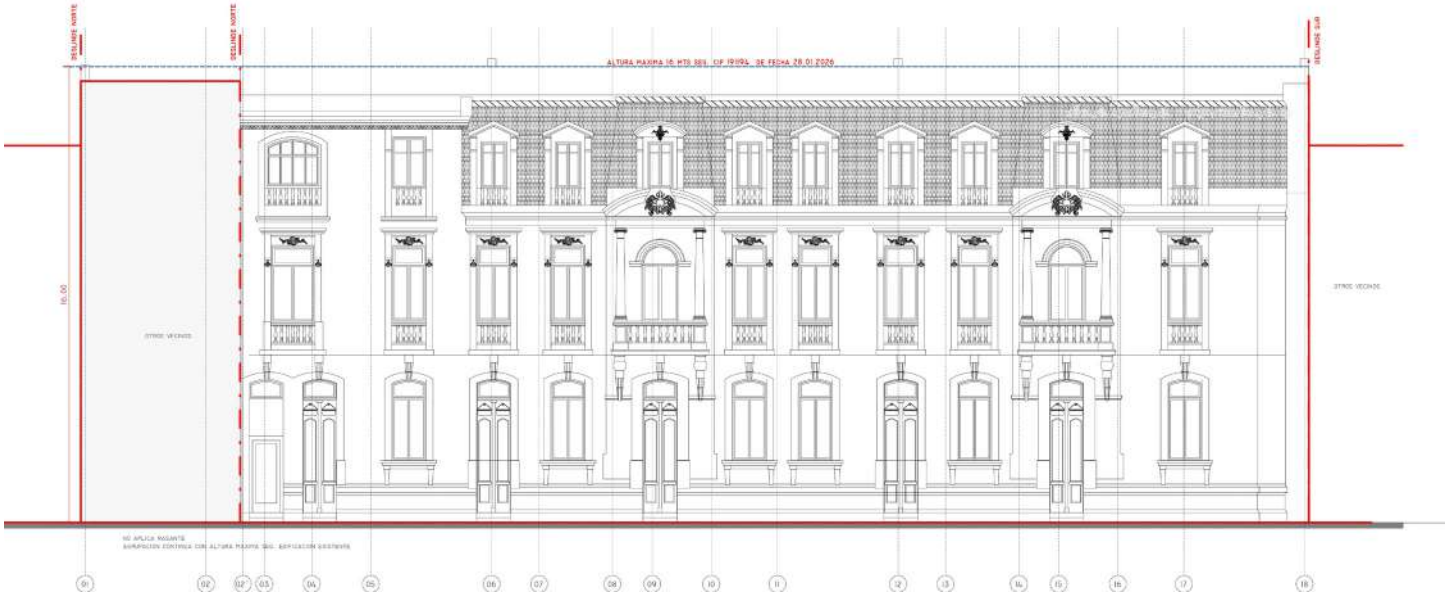 DESLINDE NORTE
DESLINDE NORTE
DESLINDE SUR
ALTURA MAXIMA 16 MTS SEG. CIP 191194 DE FECHA 28.01.2026
16.00
OTROS VECINOS
OTROS VECINOS
NO APLICA RASANTE
AGRUPACION CONTINUA CON ALTURA MAXIMA SEG. EDIFICACION EXISTENTE
01 02 02' 03 04 05 06 07 08 09 10 11 12 13 14 15 16 17 18